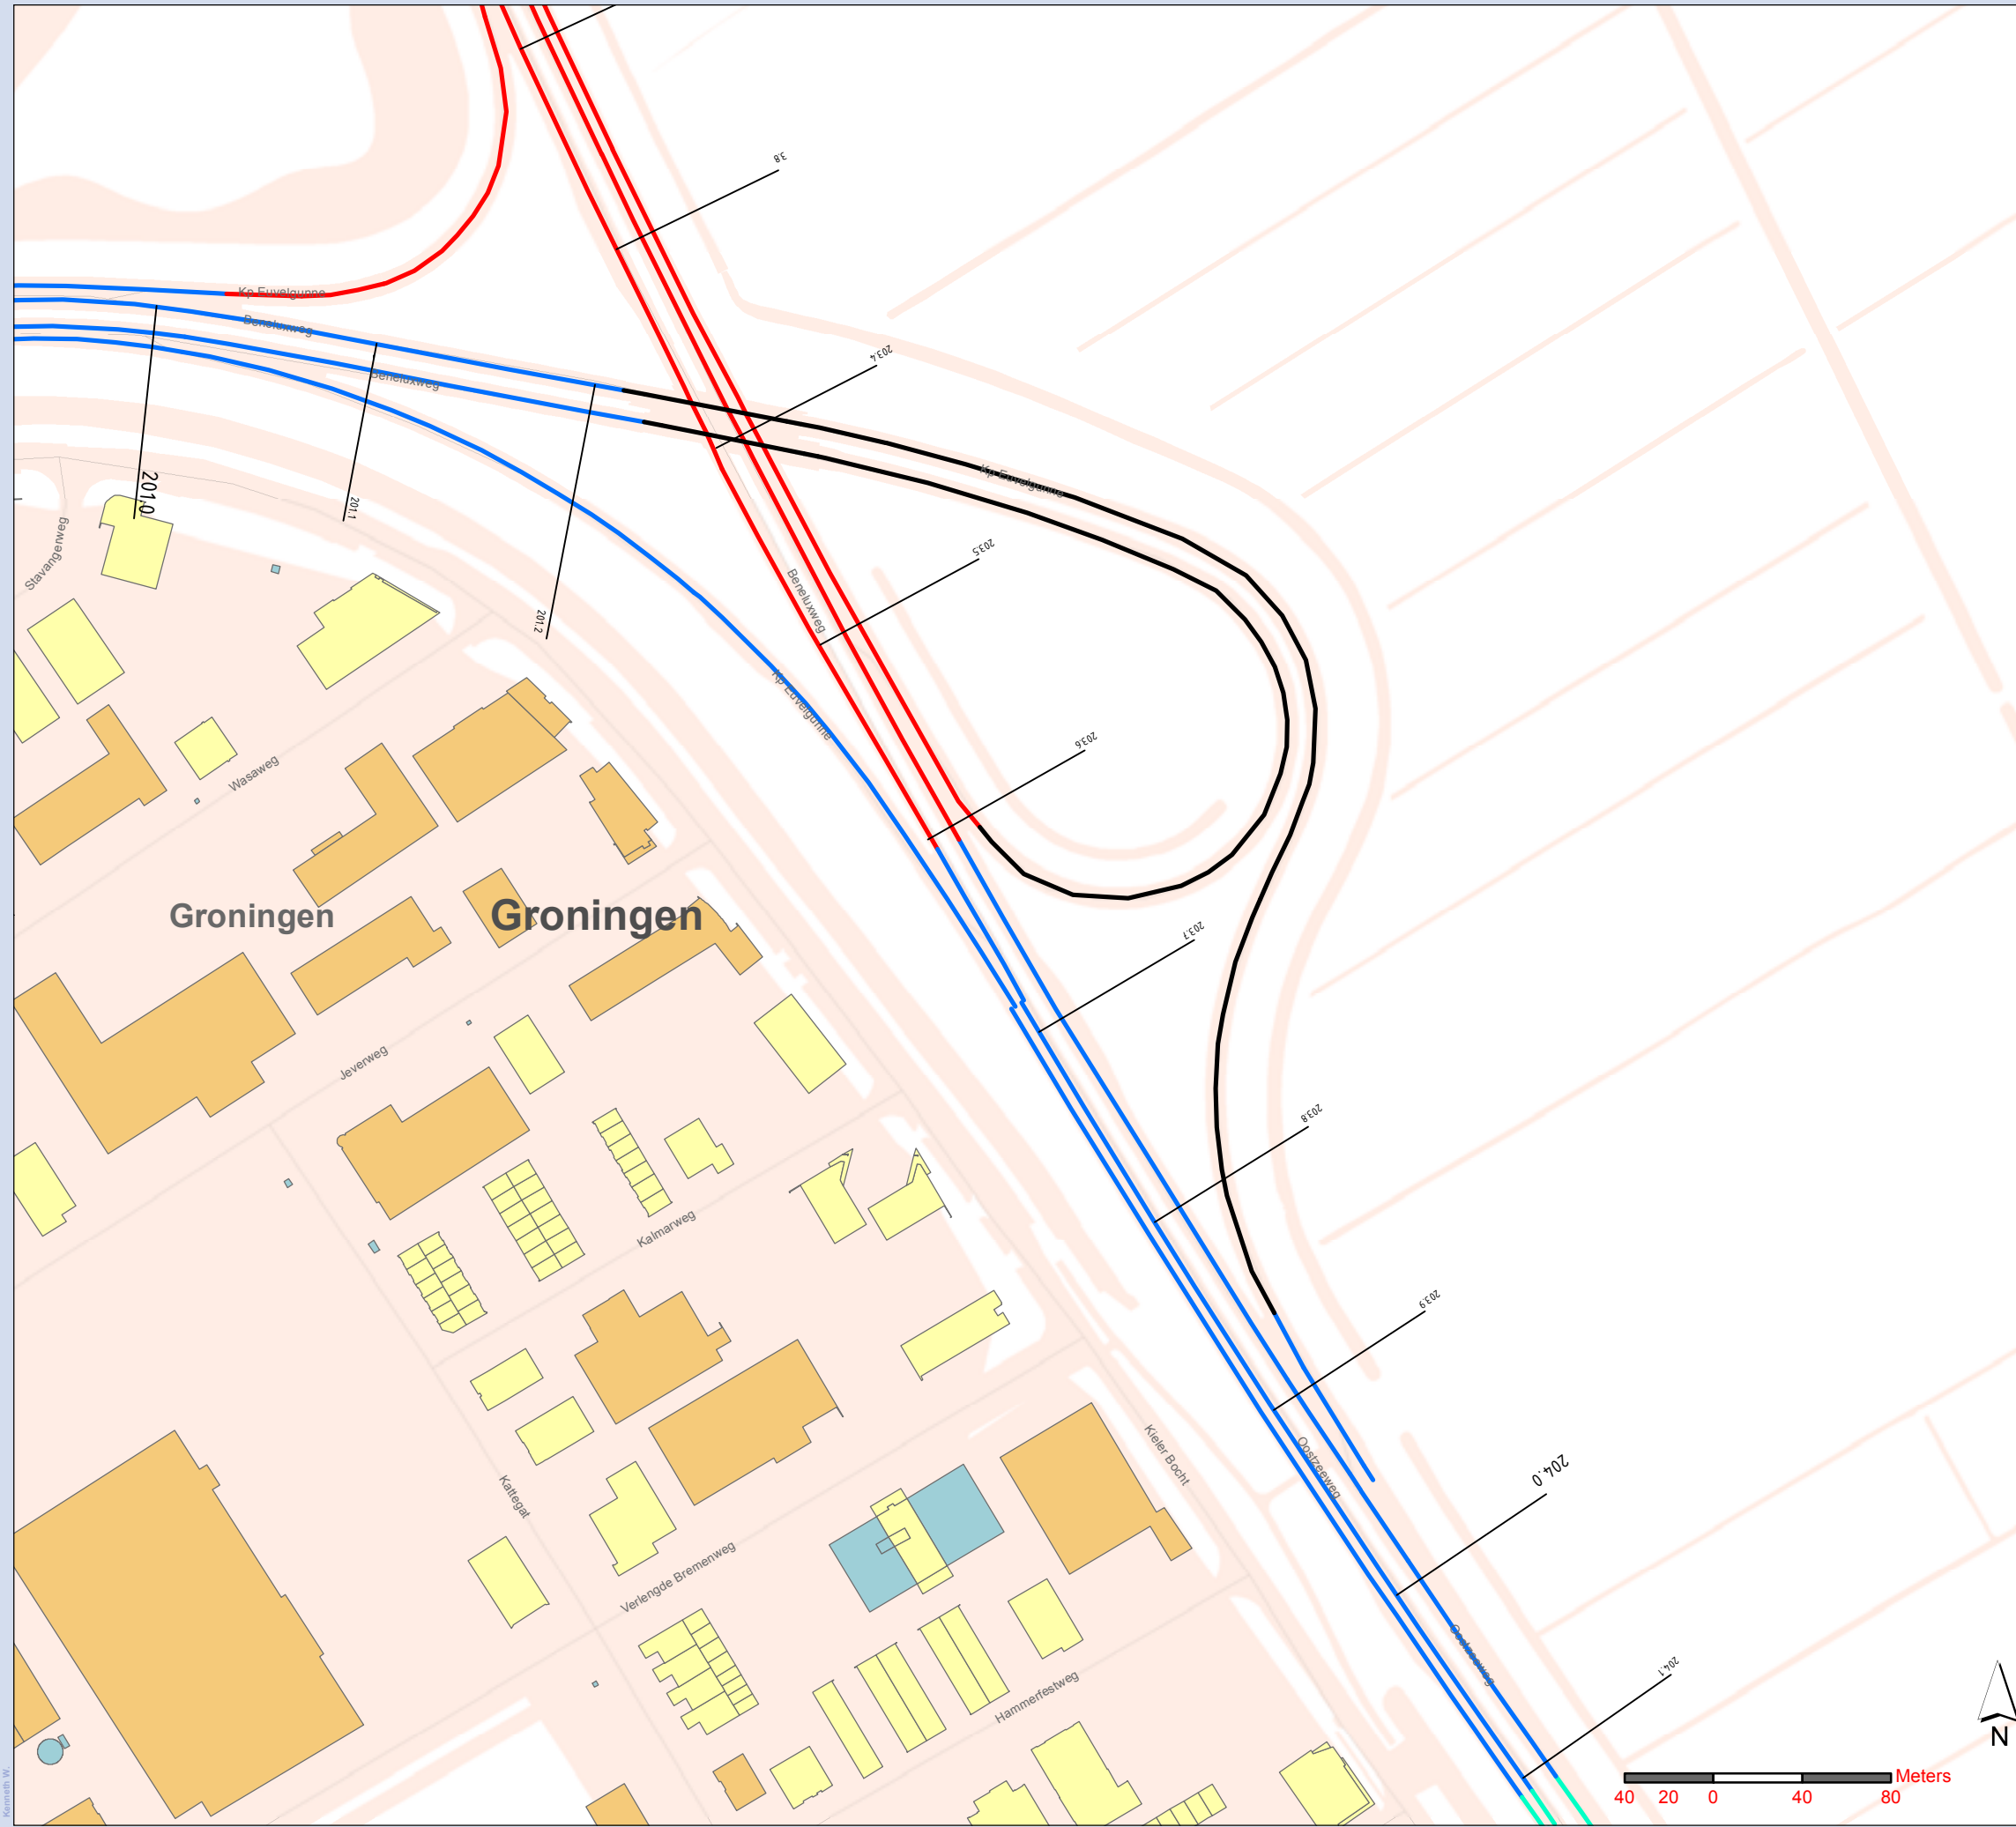 3.8
Kp Euvelgunne
Beneluxweg
203.4
Beneluxweg
Kp Euvelgunne
201.0
201.1
Stavangerweg
203.5
Beneluxweg
201.2
Kp Euvelgunne
203.6
Wasaweg
Groningen
Groningen
203.7
Jeverweg
203.8
Kalmarweg
203.9
Kieler Bocht
Oostzeeweg
204.0
Kattegat
Verlengde Bremenweg
Oostzeeweg
204.1
Hammerfestweg
N
Meters
40 20 0 40 80
Kenneth W.